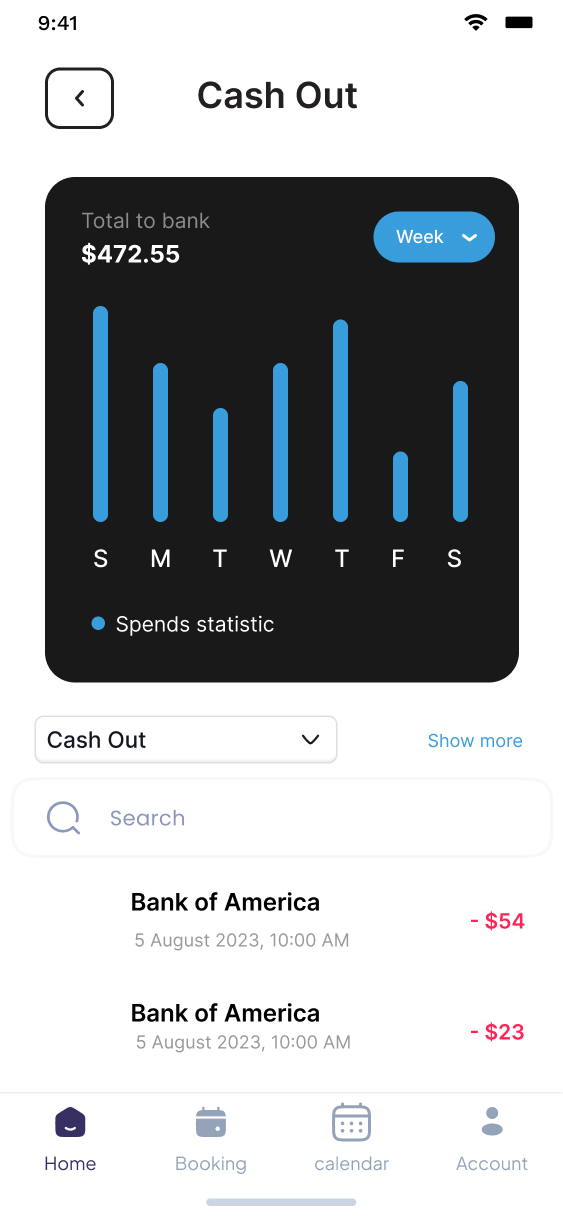 9:41
Cash Out
Total to bank
$472.55
Week
S M T W T F S
Spends statistic
Cash Out
Show more
Search
Bank of America
5 August 2023, 10:00 AM
- $54
Bank of America
5 August 2023, 10:00 AM
- $23
Home Booking calendar Account